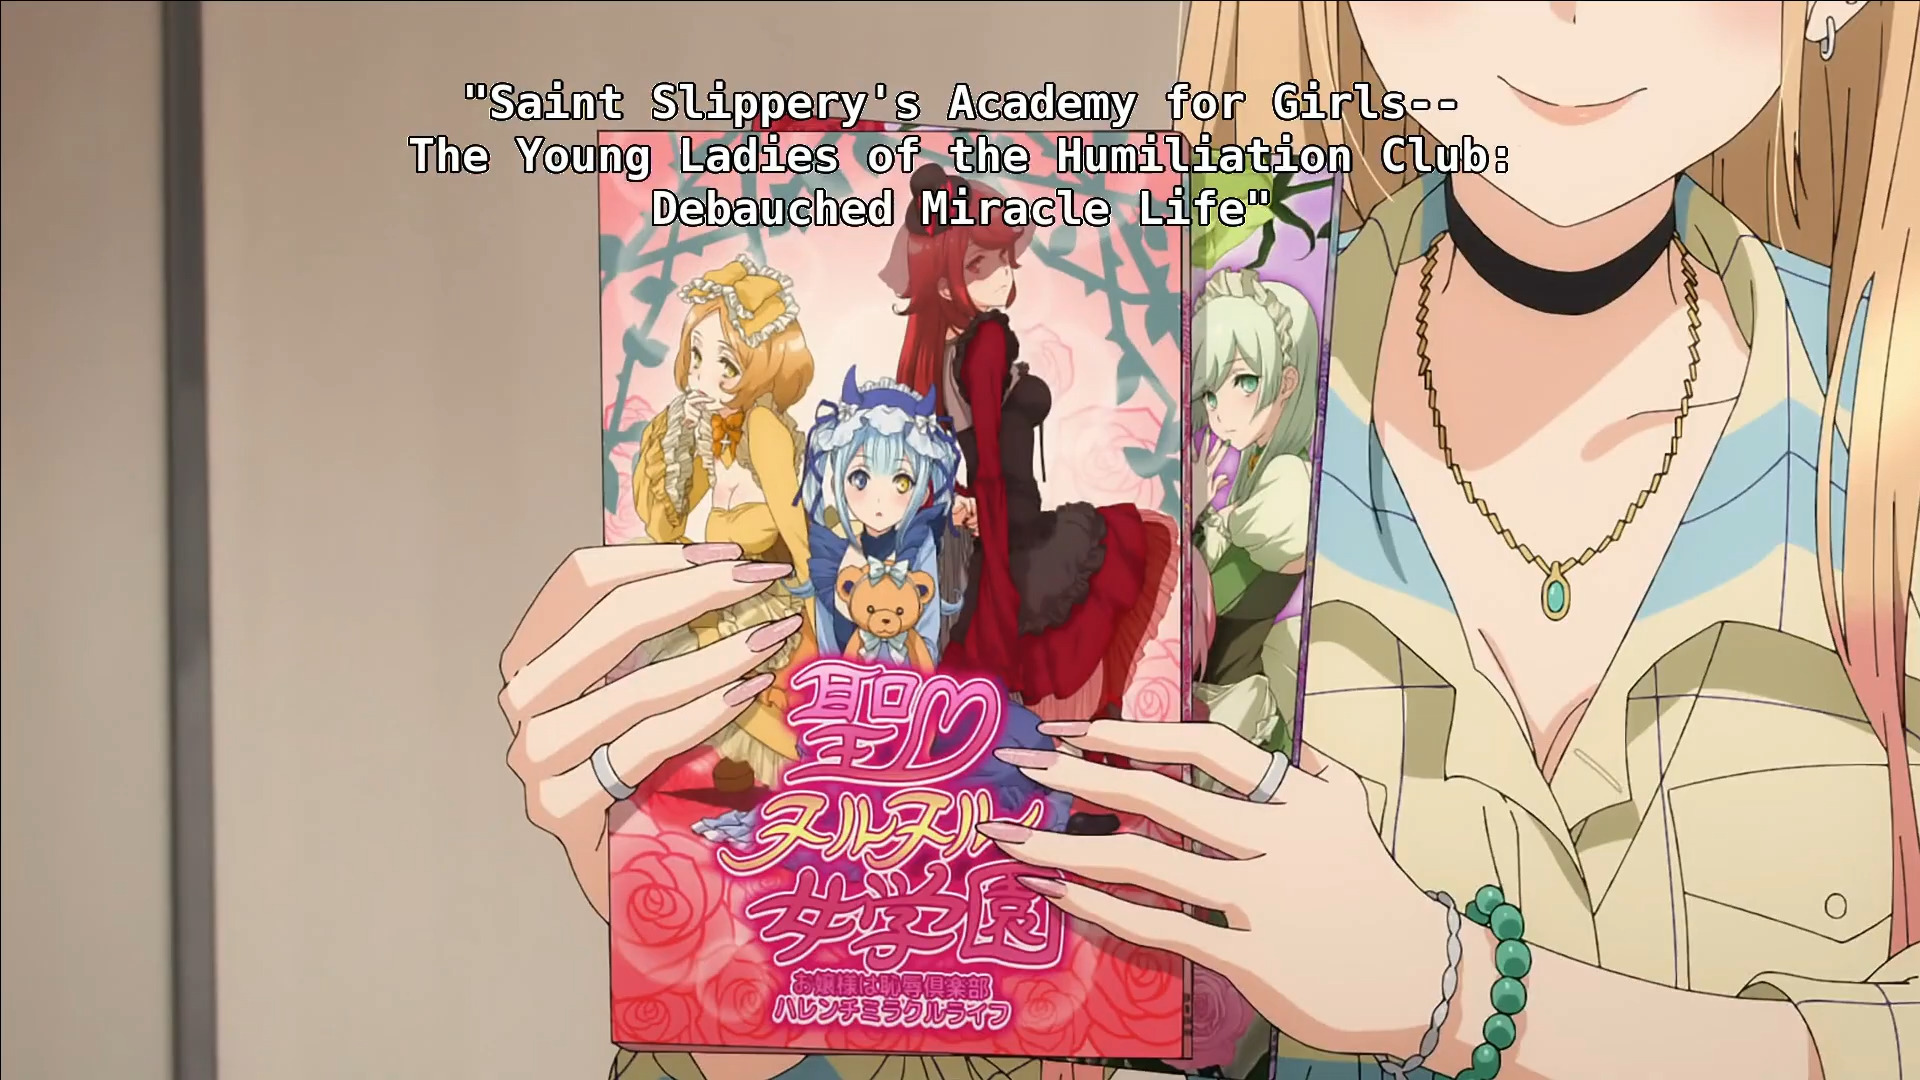 "Saint Slippery's Academy for Girls--
The Young Ladies of the Humiliation Club:
Debauched Miracle Life"
聖♡
ヌルヌル
女学園
お嬢様は恥辱倶楽部
ハレンチミラクルライフ